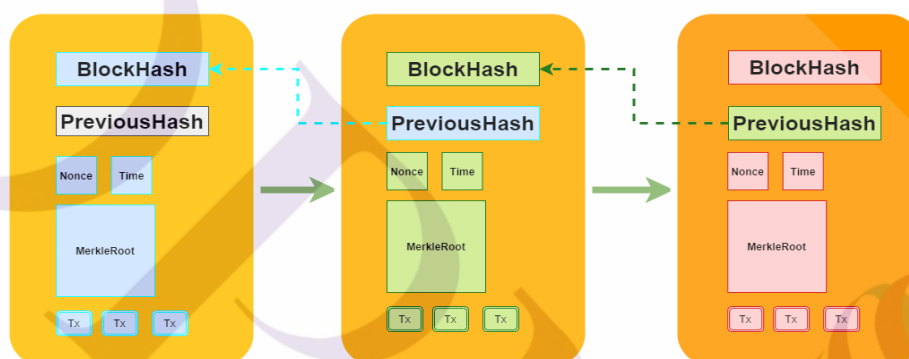 BlockHash
PreviousHash
Nonce Time
MerkleRoot
Tx Tx Tx
BlockHash
PreviousHash
Nonce Time
MerkleRoot
Tx Tx Tx
BlockHash
PreviousHash
Nonce Time
MerkleRoot
Tx Tx Tx